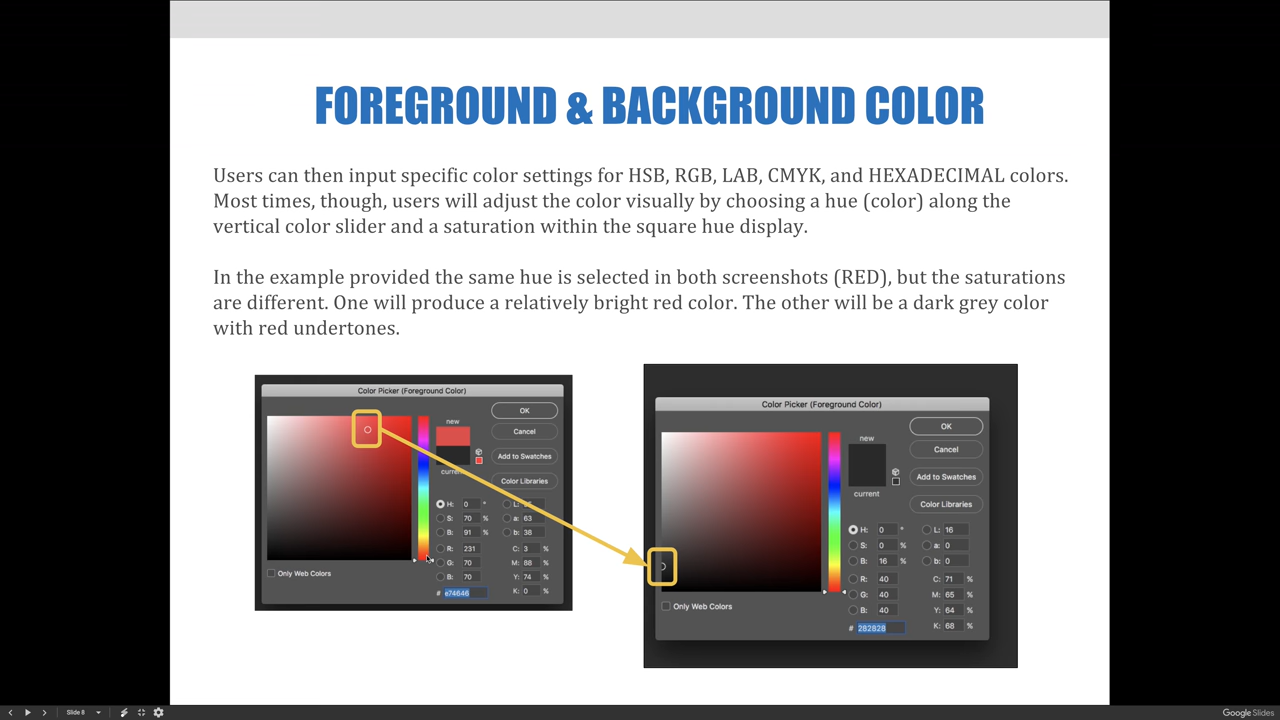 FOREGROUND & BACKGROUND COLOR
Users can then input specific color settings for HSB, RGB, LAB, CMYK, and HEXADECIMAL colors.
Most times, though, users will adjust the color visually by choosing a hue (color) along the
vertical color slider and a saturation within the square hue display.
In the example provided the same hue is selected in both screenshots (RED), but the saturations
are different. One will produce a relatively bright red color. The other will be a dark grey color
with red undertones.
Color Picker (Foreground Color)
new
current
OK
Cancel
Add to Swatches
Color Libraries
H: 0 °
S: 70 %
B: 91 %
R: 231
G: 70
B: 70
# e74646
L:
a: 63
b: 38
C: 3 %
M: 88 %
Y: 74 %
K: 0 %
Only Web Colors
Color Picker (Foreground Color)
new
current
OK
Cancel
Add to Swatches
Color Libraries
H: 0 °
S: 0 %
B: 16 %
R: 40
G: 40
B: 40
# 282828
L: 16
a: 0
b: 0
C: 71 %
M: 65 %
Y: 64 %
K: 68 %
Only Web Colors
Slide 8
Google Slides